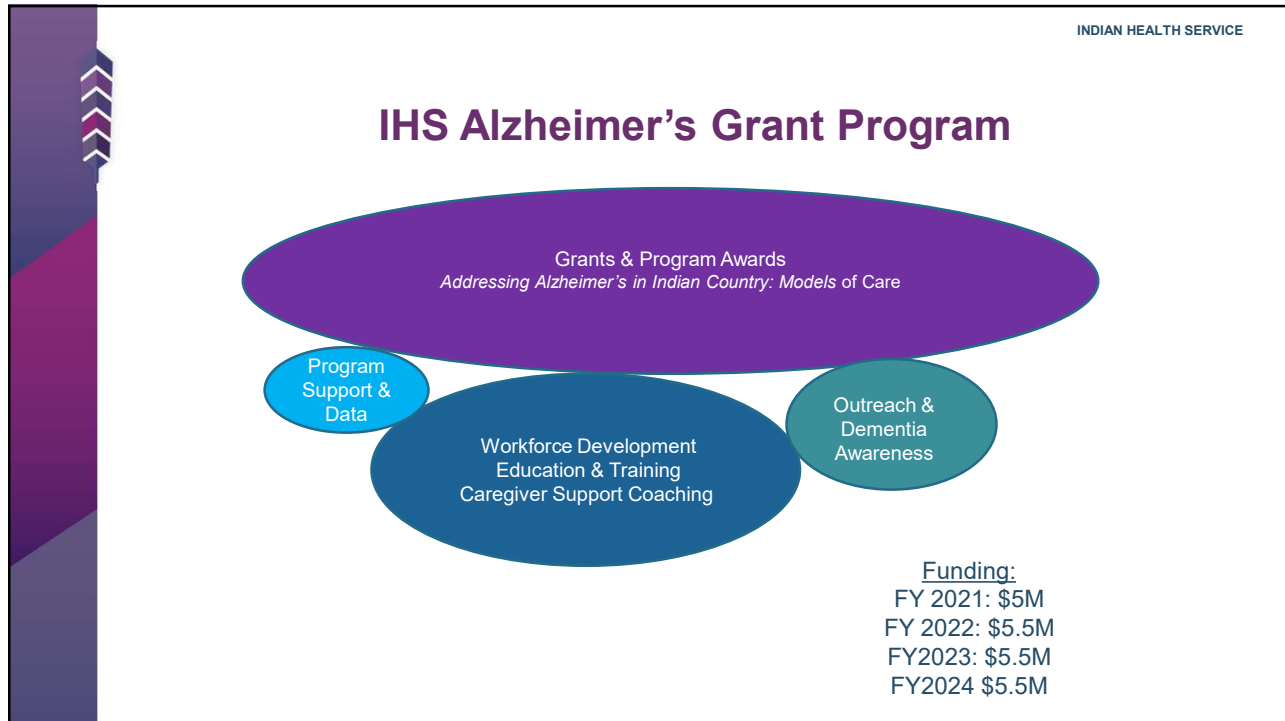 INDIAN HEALTH SERVICE
IHS Alzheimer’s Grant Program
Grants & Program Awards
Addressing Alzheimer’s in Indian Country: Models of Care
Program
Support &
Data
Workforce Development
Education & Training
Caregiver Support Coaching
Outreach &
Dementia
Awareness
Funding:
FY 2021: $5M
FY 2022: $5.5M
FY2023: $5.5M
FY2024 $5.5M